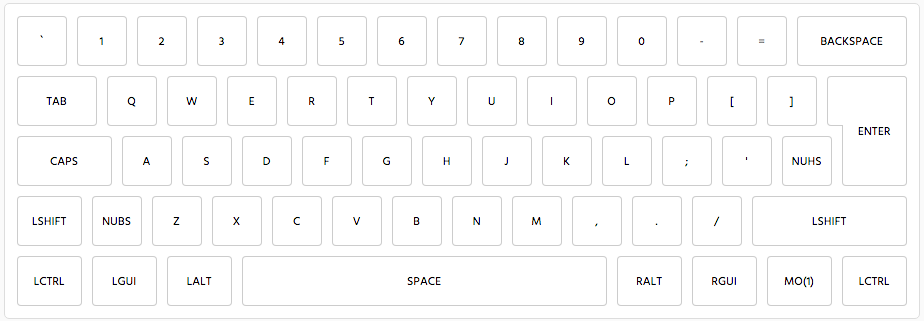 ` 1 2 3 4 5 6 7 8 9 0 - = BACKSPACE
TAB Q W E R T Y U I O P [ ] ENTER
CAPS A S D F G H J K L ; ' NUHS
LSHIFT NUBS Z X C V B N M , . / LSHIFT
LCTRL LGUI LALT SPACE RALT RGUI MO(1) LCTRL